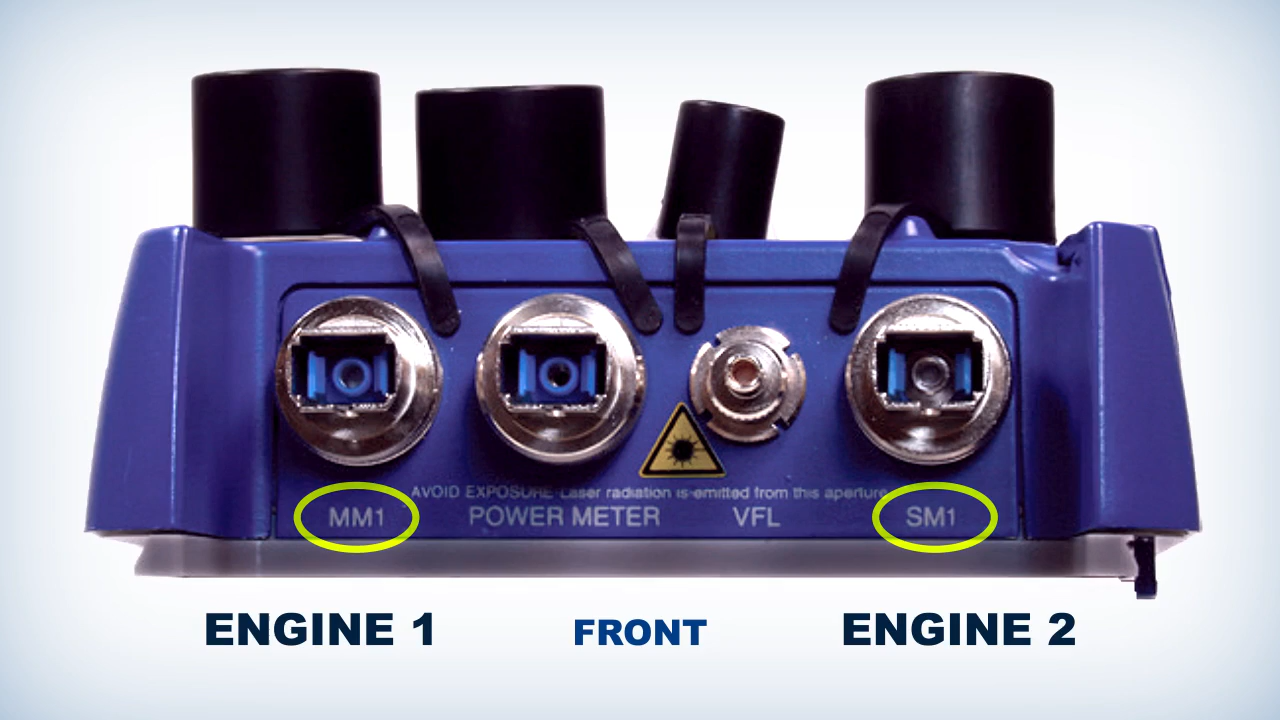 AVOID EXPOSURE-Laser radiation is emitted from this aperture
MM1 POWER METER VFL SM1
ENGINE 1 FRONT ENGINE 2